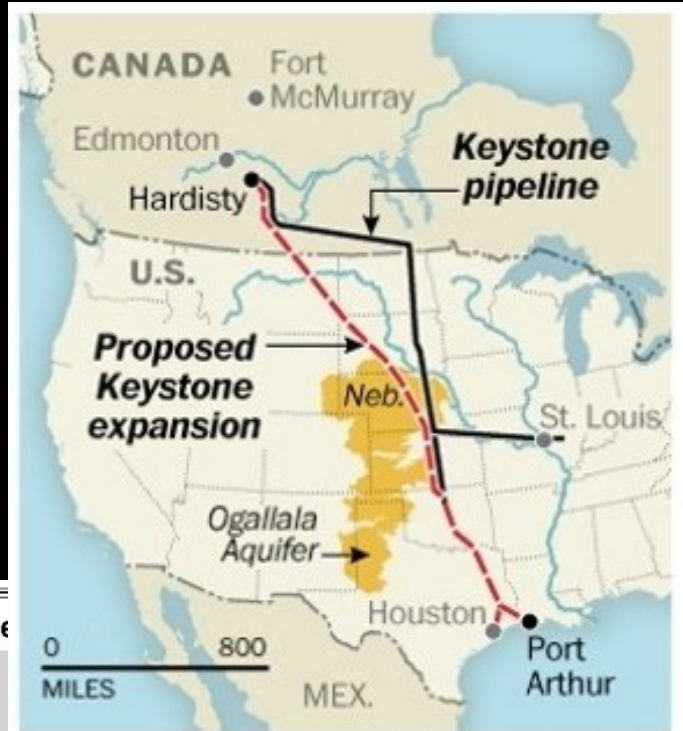 CANADA
Fort
McMurray
Edmonton
Keystone
pipeline
Hardisty
U.S.
Proposed
Keystone
expansion
Neb.
St. Louis
Ogallala
Aquifer
Houston
0 800
MILES
Port
Arthur
MEX.